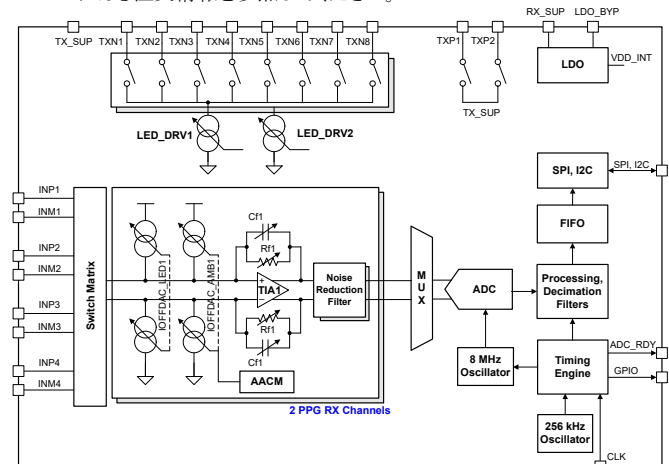 RX_SUP LDO_BYP
TX_SUP TXN1 TXN2 TXN3 TXN4 TXN5 TXN6 TXN7 TXN8 TXP1 TXP2
LDO
VDD_INT
TX_SUP
LED_DRV1
LED_DRV2
SPI, I2C
SPI, I2C
FIFO
INP1
INM1
INP2
INM2
INP3
INM3
INP4
INM4
Switch Matrix
IOFFDAC_LED1
IOFFDAC_AMB1
Cf1
Rf1
+
TIA1
−
Rf1
Cf1
Noise
Reduction
Filter
AACM
2 PPG RX Channels
M
U
X
ADC
Processing,
Decimation
Filters
8 MHz
Oscillator
Timing
Engine
ADC_RDY
GPIO
256 kHz
Oscillator
CLK